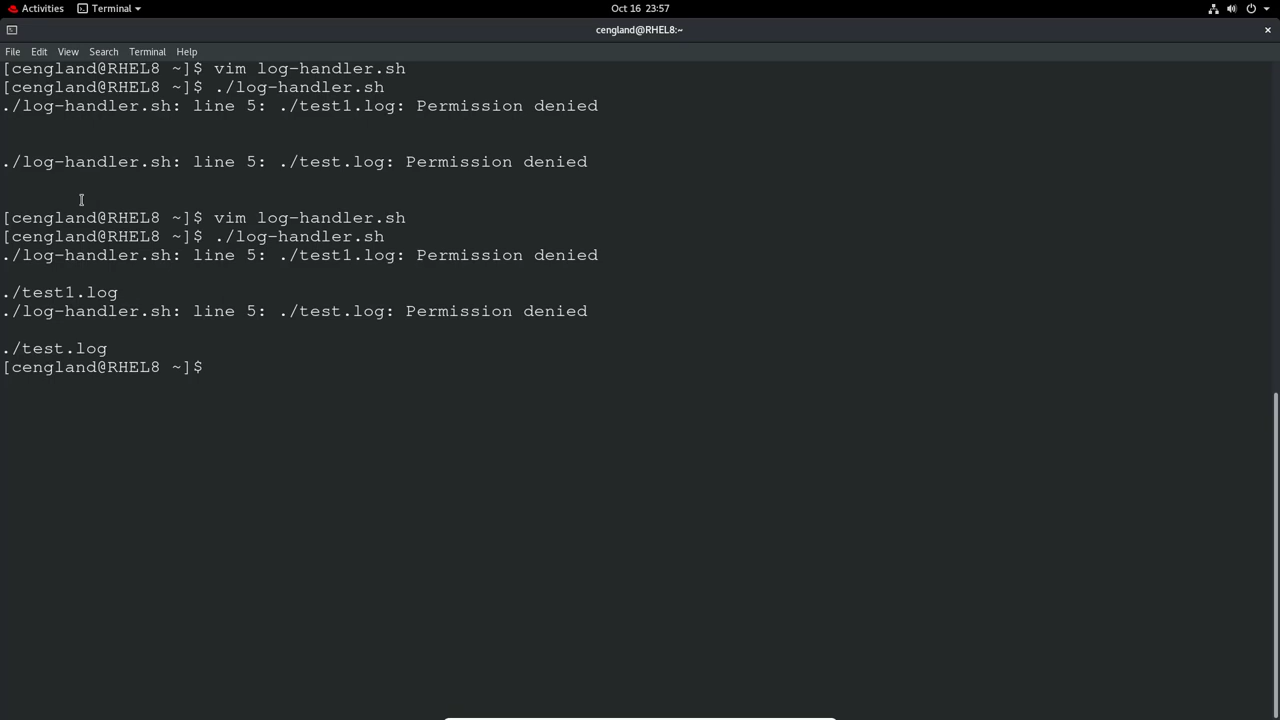 Activities Terminal Oct 16 23:57
cengland@RHEL8:~ ×
File Edit View Search Terminal Help
[cengland@RHEL8 ~]$ vim log-handler.sh
[cengland@RHEL8 ~]$ ./log-handler.sh
./log-handler.sh: line 5: ./test1.log: Permission denied
./log-handler.sh: line 5: ./test.log: Permission denied
[cengland@RHEL8 ~]$ vim log-handler.sh
[cengland@RHEL8 ~]$ ./log-handler.sh
./log-handler.sh: line 5: ./test1.log: Permission denied
./test1.log
./log-handler.sh: line 5: ./test.log: Permission denied
./test.log
[cengland@RHEL8 ~]$